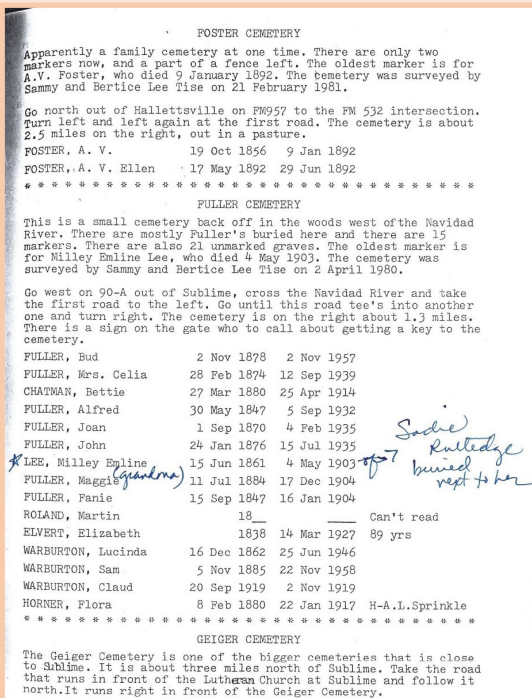 FOSTER CEMETERY
Apparently a family cemetery at one time. There are only two
markers now, and a part of a fence left. The oldest marker is for
A.V. Foster, who died 9 January 1892. The cemetery was surveyed by
Sammy and Bertice Lee Tise on 21 February 1981.
Go north out of Hallettsville on FM957 to the FM 532 intersection.
Turn left and left again at the first road. The cemetery is about
2.5 miles on the right, out in a pasture.
FOSTER, A. V. 19 Oct 1856 9 Jan 1892
FOSTER, A. V. Ellen 17 May 1892 29 Jun 1892
* * * * * * * * * * * * * * * * * * * * * * * * * * * * * * * * *
FULLER CEMETERY
This is a small cemetery back off in the woods west ofthe Navidad
River. There are mostly Fuller's buried here and there are 15
markers. There are also 21 unmarked graves. The oldest marker is
for Milley Emline Lee, who died 4 May 1903. The cemetery was
surveyed by Sammy and Bertice Lee Tise on 2 April 1980.
Go west on 90-A out of Sublime, cross the Navidad River and take
the first road to the left. Go until this road tee's into another
one and turn right. The cemetery is on the right about 1.3 miles.
There is a sign on the gate who to call about getting a key to the
cemetery.
FULLER, Bud 2 Nov 1878 2 Nov 1957
FULLER, Mrs. Celia 28 Feb 1874 12 Sep 1939
CHATMAN, Bettie 27 Mar 1880 25 Apr 1914
FULLER, Alfred 30 May 1847 5 Sep 1932
FULLER, Joan 1 Sep 1870 4 Feb 1935
FULLER, John 24 Jan 1876 15 Jul 1935
LEE, Milley Emline 15 Jun 1861 4 May 1903 Sadie Rutledge buried next to her
FULLER, Maggie (grandma) 11 Jul 1884 17 Dec 1904
FULLER, Fanie 15 Sep 1847 16 Jan 1904
ROLAND, Martin 18__ ____ Can't read
ELVERT, Elizabeth 1838 14 Mar 1927 89 yrs
WARBURTON, Lucinda 16 Dec 1862 25 Jun 1946
WARBURTON, Sam 5 Nov 1885 22 Nov 1958
WARBURTON, Claud 20 Sep 1919 2 Nov 1919
HORNER, Flora 8 Feb 1880 22 Jan 1917 H-A.L.Sprinkle
* * * * * * * * * * * * * * * * * * * * * * * * * * * * * * * * *
GEIGER CEMETERY
The Geiger Cemetery is one of the bigger cemeteries that is close
to Sublime. It is about three miles north of Sublime. Take the road
that runs in front of the Lutheran Church at Sublime and follow it
north.It runs right in front of the Geiger Cemetery.